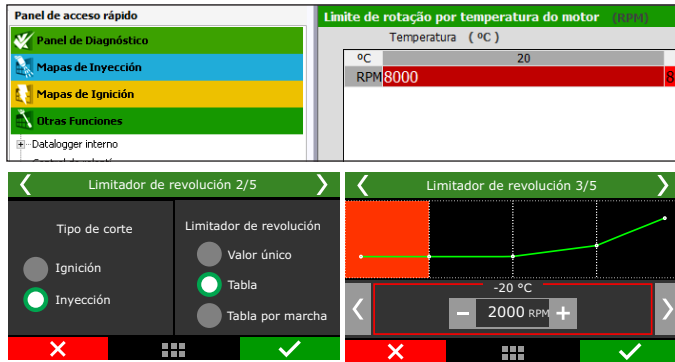 Panel de acceso rápido
Panel de Diagnóstico
Mapas de Inyección
Mapas de Ignición
Otras Funciones
Datalogger interno
Limite de rotação por temperatura do motor (RPM)
Temperatura ( ºC )
ºC 20
RPM 8000 8
Limitador de revolución 2/5
Tipo de corte
Ignición
Inyección
Limitador de revolución
Valor único
Tabla
Tabla por marcha
Limitador de revolución 3/5
-20 °C
2000 RPM